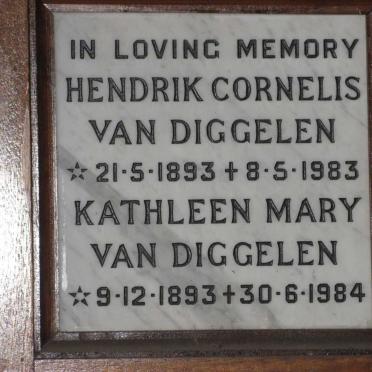 IN LOVING MEMORY
HENDRIK CORNELIS
VAN DIGGELEN
☆ 21·5·1893 + 8·5·1983
KATHLEEN MARY
VAN DIGGELEN
☆ 9·12·1893 + 30·6·1984